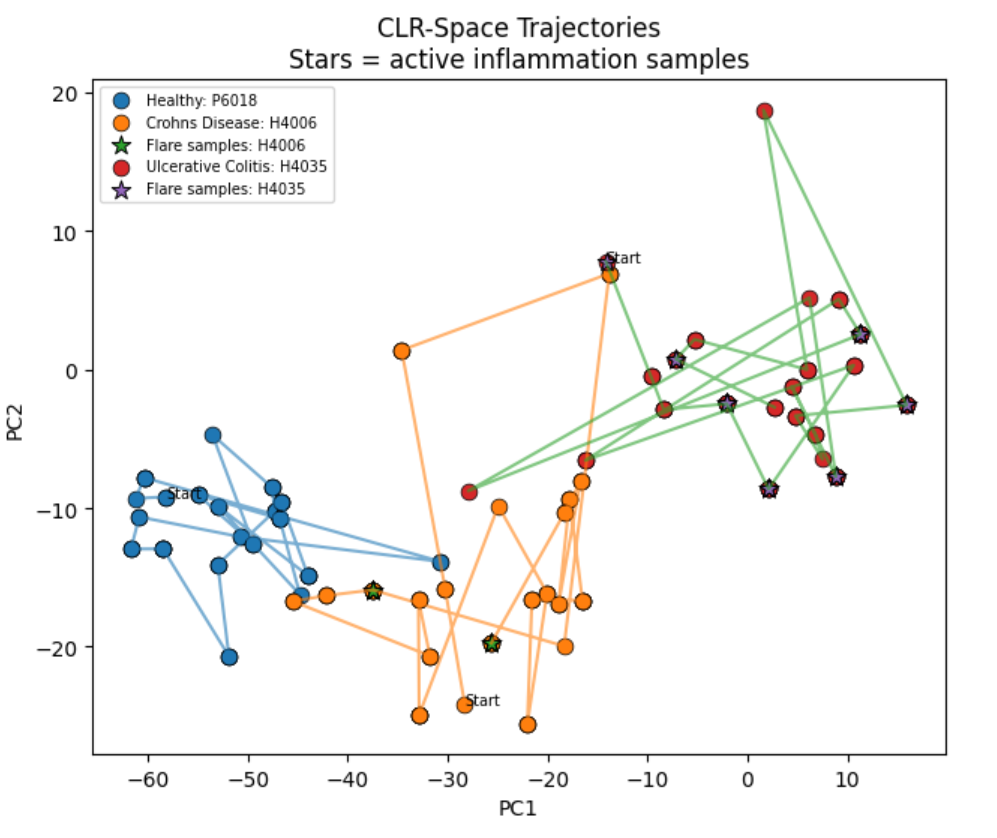 CLR-Space Trajectories
Stars = active inflammation samples
Healthy: P6018
Crohns Disease: H4006
Flare samples: H4006
Ulcerative Colitis: H4035
Flare samples: H4035
20
10
0
−10
−20
PC2
Start
Start
Start
−60
−50
−40
−30
−20
−10
0
10
PC1